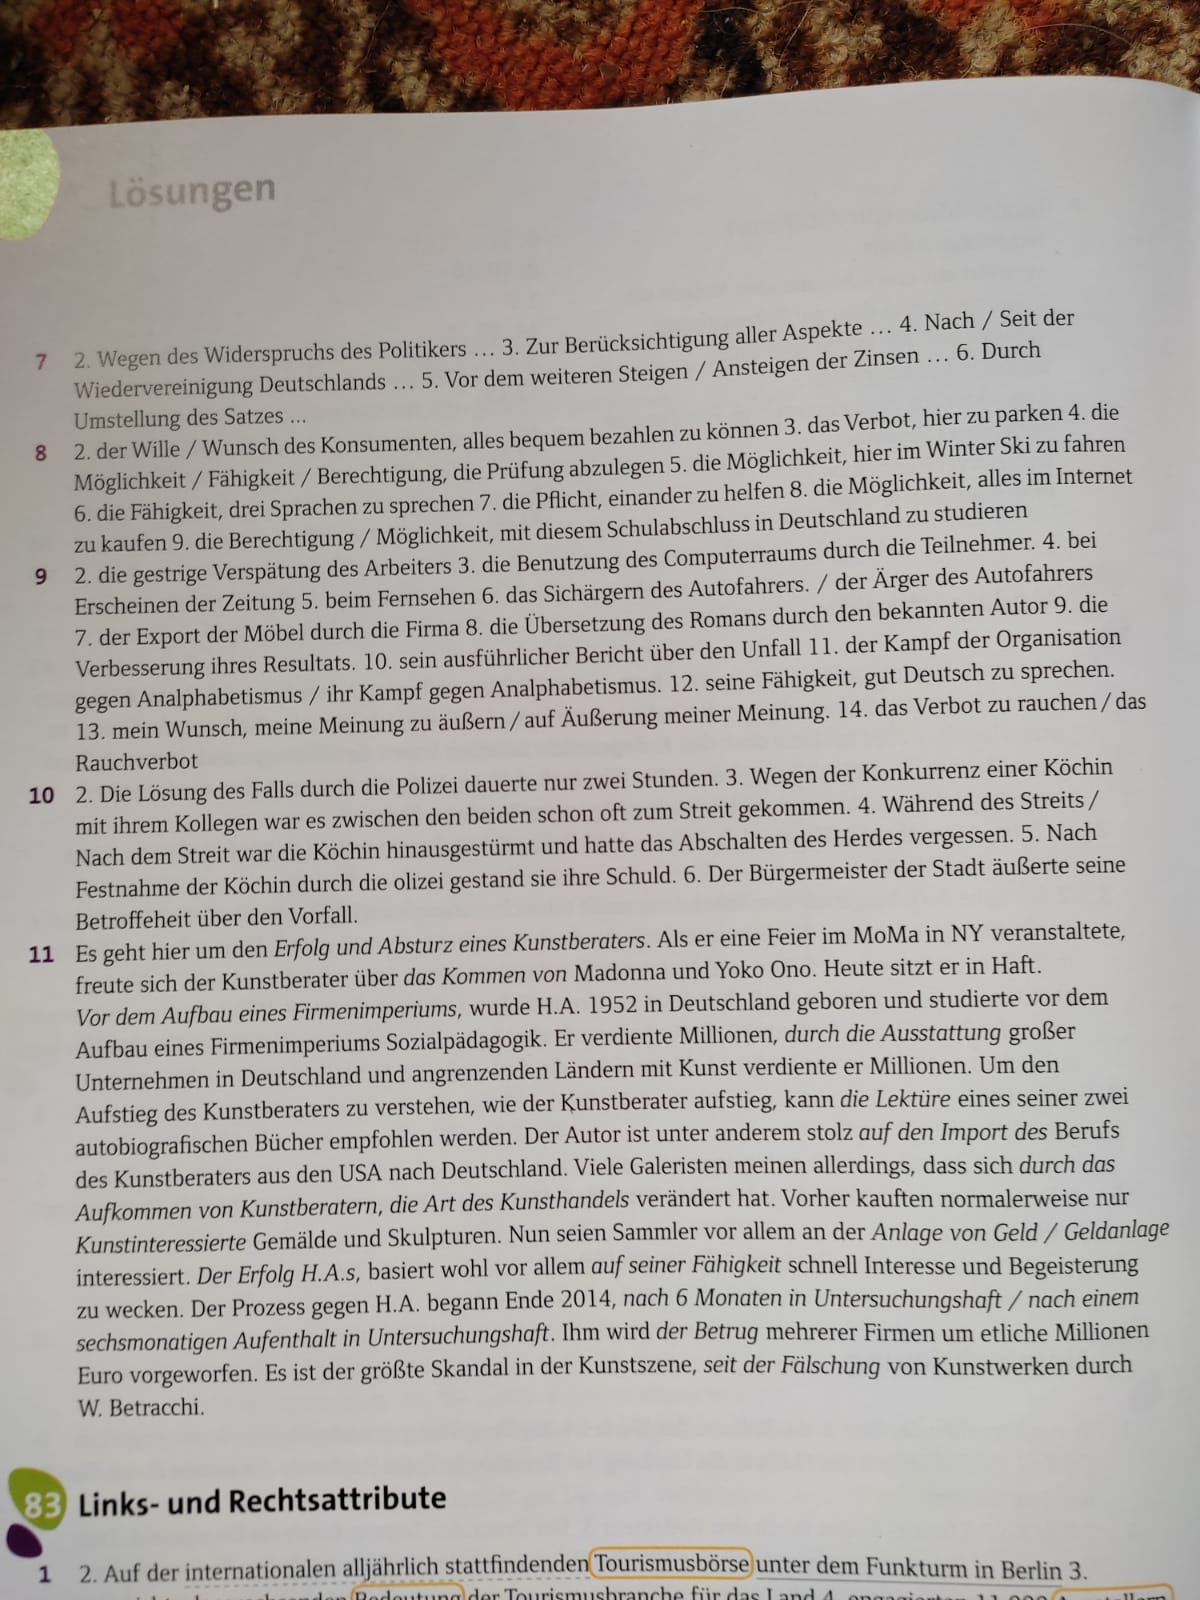 Lösungen
7 2. Wegen des Widerspruchs des Politikers … 3. Zur Berücksichtigung aller Aspekte … 4. Nach / Seit der
Wiedervereinigung Deutschlands … 5. Vor dem weiteren Steigen / Ansteigen der Zinsen … 6. Durch
Umstellung des Satzes …
8 2. der Wille / Wunsch des Konsumenten, alles bequem bezahlen zu können 3. das Verbot, hier zu parken 4. die
Möglichkeit / Fähigkeit / Berechtigung, die Prüfung abzulegen 5. die Möglichkeit, hier im Winter Ski zu fahren
6. die Fähigkeit, drei Sprachen zu sprechen 7. die Pflicht, einander zu helfen 8. die Möglichkeit, alles im Internet
zu kaufen 9. die Berechtigung / Möglichkeit, mit diesem Schulabschluss in Deutschland zu studieren
9 2. die gestrige Verspätung des Arbeiters 3. die Benutzung des Computerraums durch die Teilnehmer. 4. bei
Erscheinen der Zeitung 5. beim Fernsehen 6. das Sichärgern des Autofahrers. / der Ärger des Autofahrers
7. der Export der Möbel durch die Firma 8. die Übersetzung des Romans durch den bekannten Autor 9. die
Verbesserung ihres Resultats. 10. sein ausführlicher Bericht über den Unfall 11. der Kampf der Organisation
gegen Analphabetismus / ihr Kampf gegen Analphabetismus. 12. seine Fähigkeit, gut Deutsch zu sprechen.
13. mein Wunsch, meine Meinung zu äußern / auf Äußerung meiner Meinung. 14. das Verbot zu rauchen / das
Rauchverbot
10 2. Die Lösung des Falls durch die Polizei dauerte nur zwei Stunden. 3. Wegen der Konkurrenz einer Köchin
mit ihrem Kollegen war es zwischen den beiden schon oft zum Streit gekommen. 4. Während des Streits /
Nach dem Streit war die Köchin hinausgestürmt und hatte das Abschalten des Herdes vergessen. 5. Nach
Festnahme der Köchin durch die olizei gestand sie ihre Schuld. 6. Der Bürgermeister der Stadt äußerte seine
Betroffeheit über den Vorfall.
11 Es geht hier um den Erfolg und Absturz eines Kunstberaters. Als er eine Feier im MoMa in NY veranstaltete,
freute sich der Kunstberater über das Kommen von Madonna und Yoko Ono. Heute sitzt er in Haft.
Vor dem Aufbau eines Firmenimperiums, wurde H.A. 1952 in Deutschland geboren und studierte vor dem
Aufbau eines Firmenimperiums Sozialpädagogik. Er verdiente Millionen, durch die Ausstattung großer
Unternehmen in Deutschland und angrenzenden Ländern mit Kunst verdiente er Millionen. Um den
Aufstieg des Kunstberaters zu verstehen, wie der Kunstberater aufstieg, kann die Lektüre eines seiner zwei
autobiografischen Bücher empfohlen werden. Der Autor ist unter anderem stolz auf den Import des Berufs
des Kunstberaters aus den USA nach Deutschland. Viele Galeristen meinen allerdings, dass sich durch das
Aufkommen von Kunstberatern, die Art des Kunsthandels verändert hat. Vorher kauften normalerweise nur
Kunstinteressierte Gemälde und Skulpturen. Nun seien Sammler vor allem an der Anlage von Geld / Geldanlage
interessiert. Der Erfolg H.A.s, basiert wohl vor allem auf seiner Fähigkeit schnell Interesse und Begeisterung
zu wecken. Der Prozess gegen H.A. begann Ende 2014, nach 6 Monaten in Untersuchungshaft / nach einem
sechsmonatigen Aufenthalt in Untersuchungshaft. Ihm wird der Betrug mehrerer Firmen um etliche Millionen
Euro vorgeworfen. Es ist der größte Skandal in der Kunstszene, seit der Fälschung von Kunstwerken durch
W. Betracchi.
83 Links- und Rechtsattribute
1 2. Auf der internationalen alljährlich stattfindenden Tourismusbörse unter dem Funkturm in Berlin 3.
Bedeutung der Tourismusbranche für das Land 4.